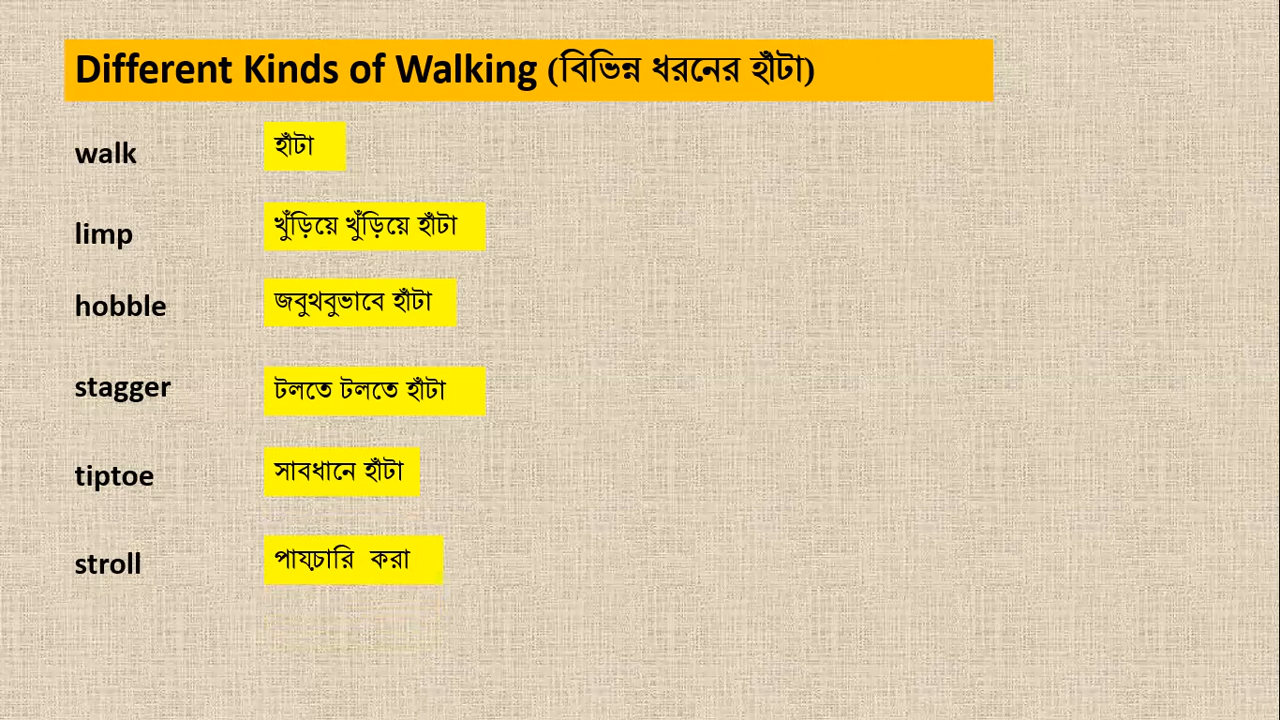 Different Kinds of Walking (বিভিন্ন ধরনের হাঁটা)
walk হাঁটা
limp খুঁড়িয়ে খুঁড়িয়ে হাঁটা
hobble জবুথবুভাবে হাঁটা
stagger টলতে টলতে হাঁটা
tiptoe সাবধানে হাঁটা
stroll পায়চারি করা